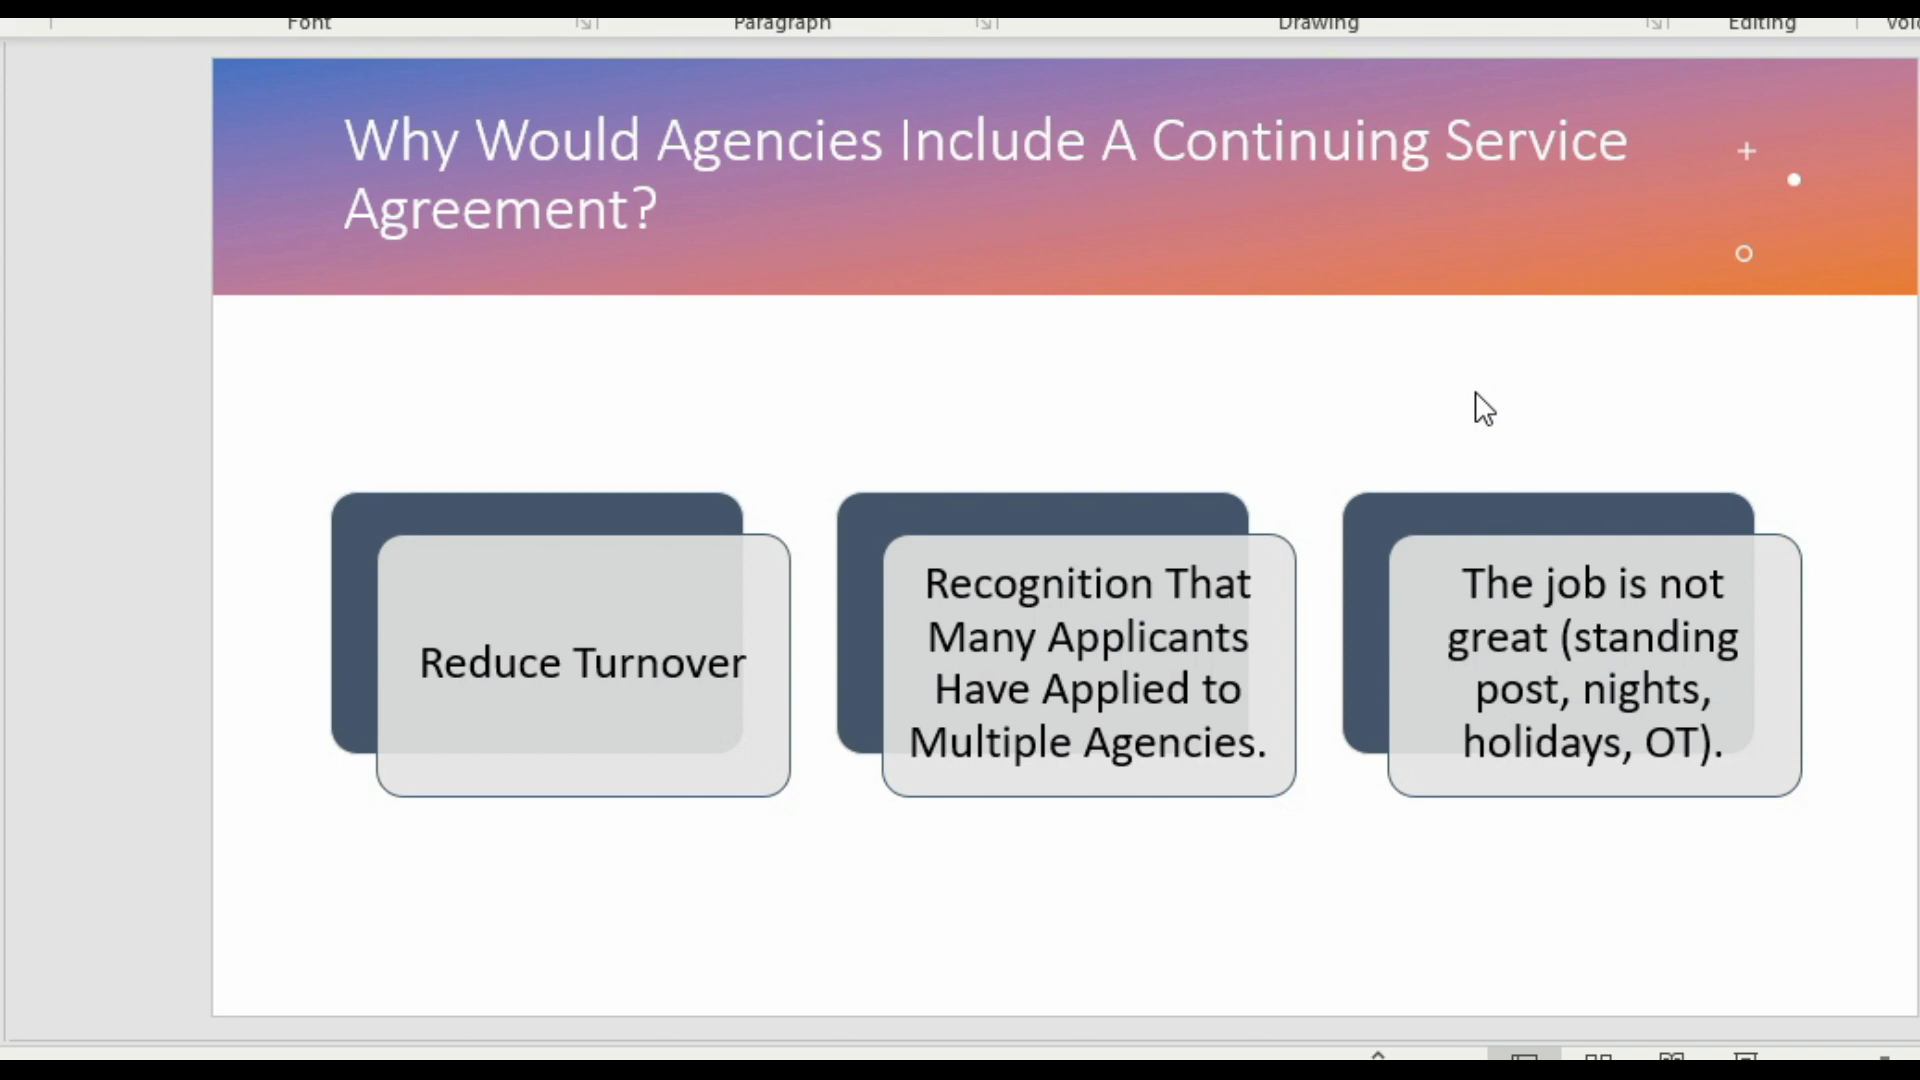 Font Paragraph Drawing Editing
Why Would Agencies Include A Continuing Service
Agreement?
Reduce Turnover
Recognition That
Many Applicants
Have Applied to
Multiple Agencies.
The job is not
great (standing
post, nights,
holidays, OT).